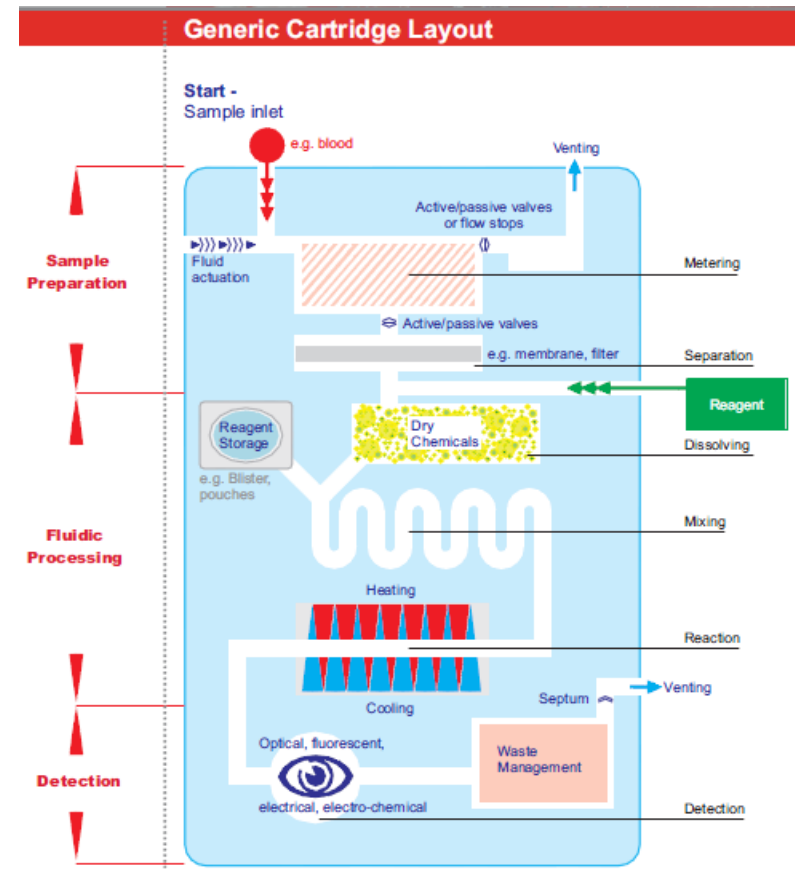 Generic Cartridge Layout
Start -
Sample inlet
e.g. blood
Venting
Active/passive valves
or flow stops
Fluid
actuation
Sample
Preparation
Metering
Active/passive valves
e.g. membrane, filter
Separation
Reagent
Reagent
Storage
Dry
Chemicals
Dissolving
e.g. Blister,
pouches
Mixing
Fluidic
Processing
Heating
Reaction
Cooling
Septum
Venting
Optical, fluorescent,
Waste
Management
Detection
electrical, electro-chemical
Detection